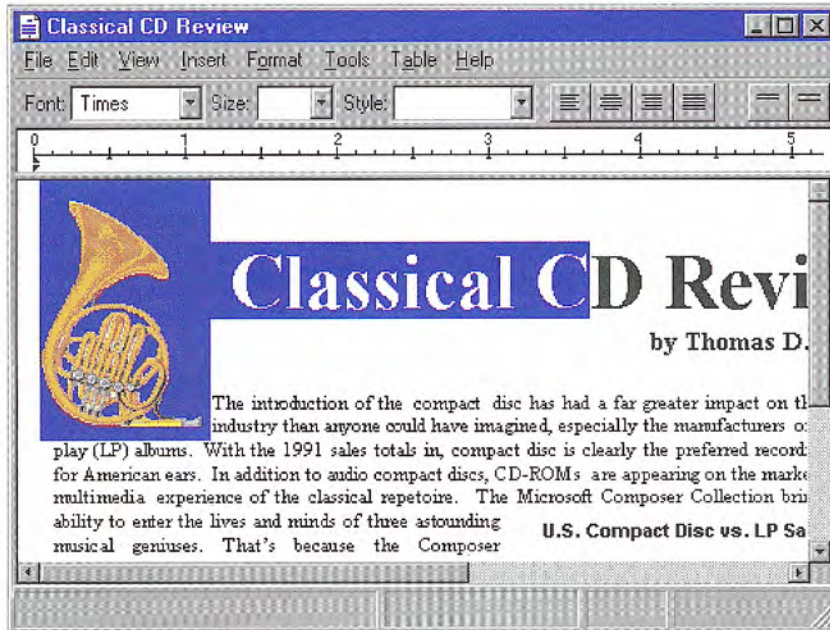 Classical CD Review
File Edit View Insert Format Tools Table Help
Font: Times Size: Style:
0 1 2 3 4 5
Classical CD Revi
by Thomas D.
The introduction of the compact disc has had a far greater impact on th
industry then anyone could have imagined, especially the manufacturers o
play (LP) albums. With the 1991 sales totals in, compact disc is clearly the preferred record
for American ears. In addition to audio compact discs, CD-ROMs are appearing on the marke
multimedia experience of the classical repetoire. The Microsoft Composer Collection brin
ability to enter the lives and minds of three astounding
musical geniuses. That's because the Composer
U.S. Compact Disc vs. LP Sa